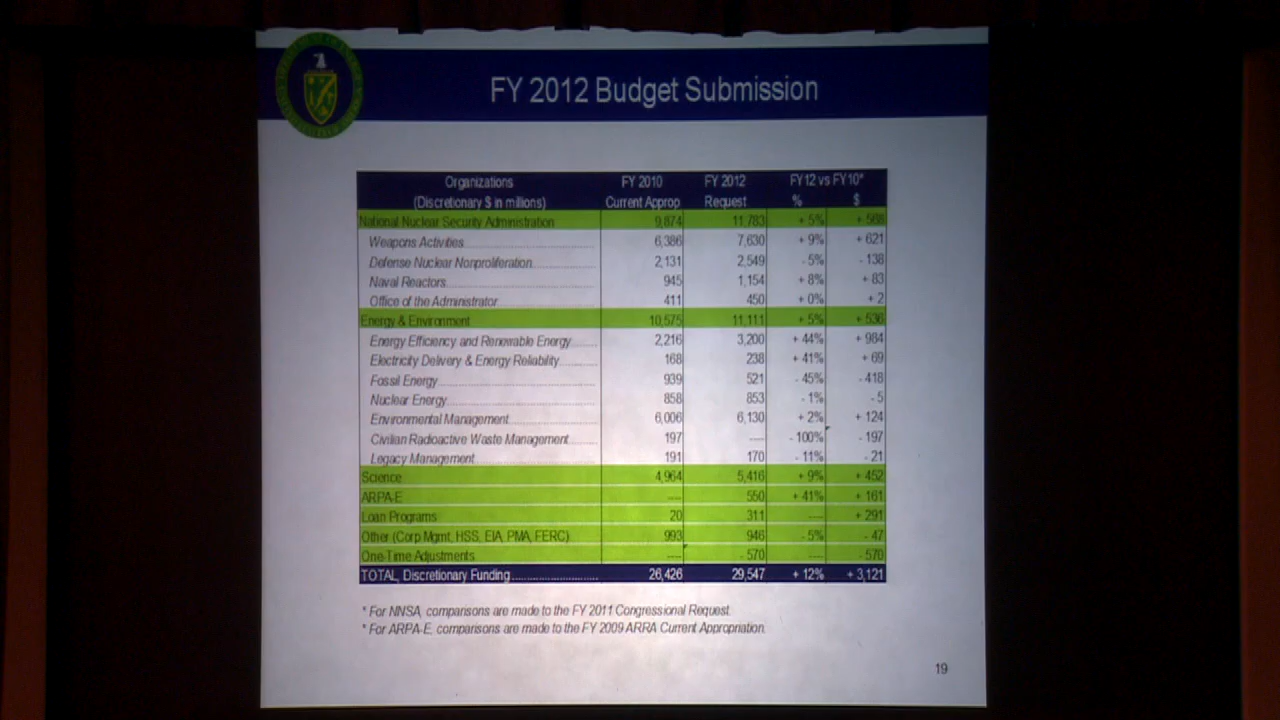 FY 2012 Budget Submission
Organizations FY 2010 FY 2012 FY12 vs FY10*
(Discretionary $ in millions) Current Approp Request % $
National Nuclear Security Administration 9,874 11,783 + 5% + 568
Weapons Activities 6,386 7,630 + 9% + 621
Defense Nuclear Nonproliferation 2,131 2,549 - 5% - 138
Naval Reactors 945 1,154 + 8% + 83
Office of the Administrator 411 450 + 0% + 2
Energy & Environment 10,575 11,111 + 5% + 536
Energy Efficiency and Renewable Energy 2,216 3,200 + 44% + 984
Electricity Delivery & Energy Reliability 168 238 + 41% + 69
Fossil Energy 939 521 - 45% - 418
Nuclear Energy 858 853 - 1% - 5
Environmental Management 6,006 6,130 + 2% + 124
Civilian Radioactive Waste Management 197 ---- - 100% - 197
Legacy Management 191 170 - 11% - 21
Science 4,964 5,416 + 9% + 452
ARPA-E ---- 550 + 41% + 161
Loan Programs 20 311 ---- + 291
Other (Corp Mgmt, HSS, EIA, PMA, FERC) 993 946 - 5% - 47
One-Time Adjustments ---- - 570 ---- - 570
TOTAL, Discretionary Funding 26,426 29,547 + 12% + 3,121
* For NNSA, comparisons are made to the FY 2011 Congressional Request.
* For ARPA-E, comparisons are made to the FY 2009 ARRA Current Appropriation.
19